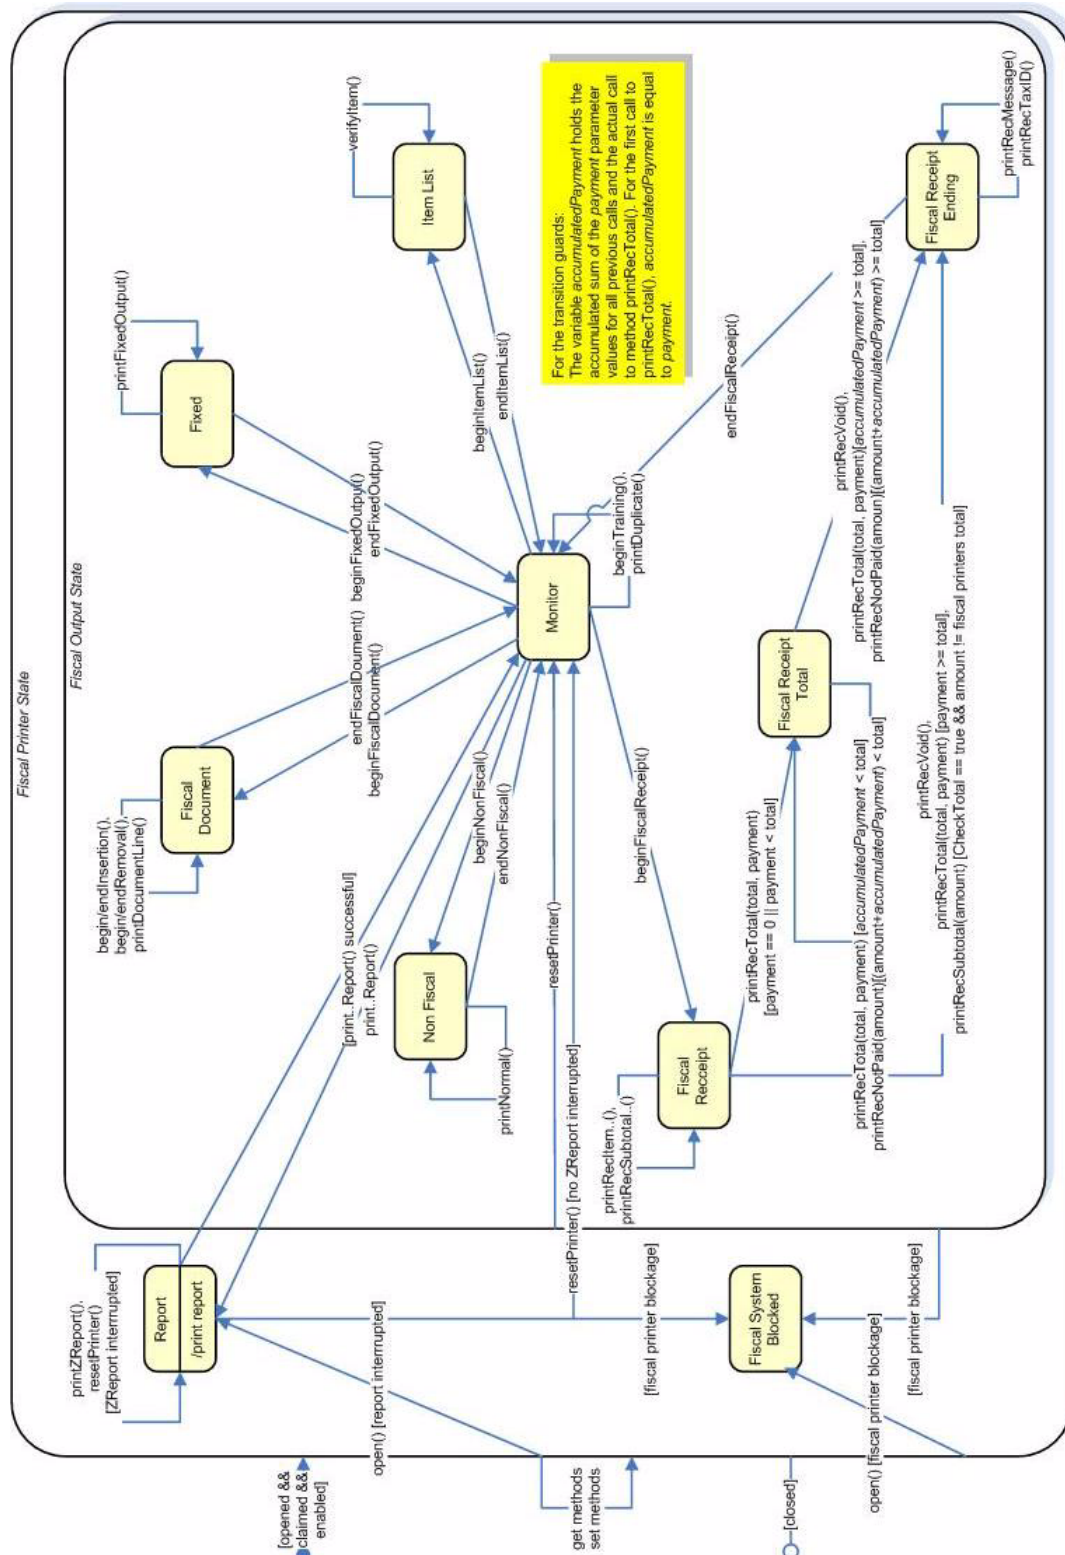 Fiscal Printer State
Fiscal Output State
printZReport(),
resetPrinter()
[ZReport interrrupted]
Report
/print report
begin/endInsertion(),
begin/endRemoval(),
printDocumentLine()
Fiscal
Document
printFixedOutput()
Fixed
verifyItem()
Item List
endFiscalDoument()
beginFiscalDocument()
beginFixedOutput()
endFixedOutput()
beginItemList()
endItemList()
[print..Report() successful]
print..Report()
Non Fiscal
printNormal()
beginNonFiscal()
endNonFiscal()
Monitor
beginTraining(),
printDuplicate()
For the transition guards:
The variable accumulatedPayment holds the
accumulated sum of the payment parameter
values for all previous calls and the actual call
to method printRecTotal(). For the first call to
printRecTotal(), accumulatedPayment is equal
to payment.
[opened &&
claimed &&
enabled]
open() [report interrrupted]
resetPrinter()
resetPrinter() [no ZReport interrupted]
beginFiscalReceipt()
endFiscalReceipt()
get methods
set methods
[fiscal printer blockage]
printRecItem..(),
printRecSubtotal..()
Fiscal
Recceipt
printRecTotal(total, payment)
[payment == 0 || payment < total]
Fiscal Receipt
Total
printRecVoid(),
printRecTotal(total, payment)[accumulatedPayment >= total],
printRecNodPaid(amoun)[(amount+accumulatedPayment) >= total]
Fiscal Receipt
Ending
printRecMessage()
printRecTaxID()
Fiscal System
Blocked
[closed]
open() [fiscal printer blockage]
[fiscal printer blockage]
printRecTota(total, payment) [accumulatedPayment < total]
printRecNotPaid(amount)[(amount+accumulatedPayment) < total]
printRecVoid(),
printRecTotal(total, payment) [payment >= total],
printRecSubtotal(amount) [CheckTotal == true && amount != fiscal printers total]